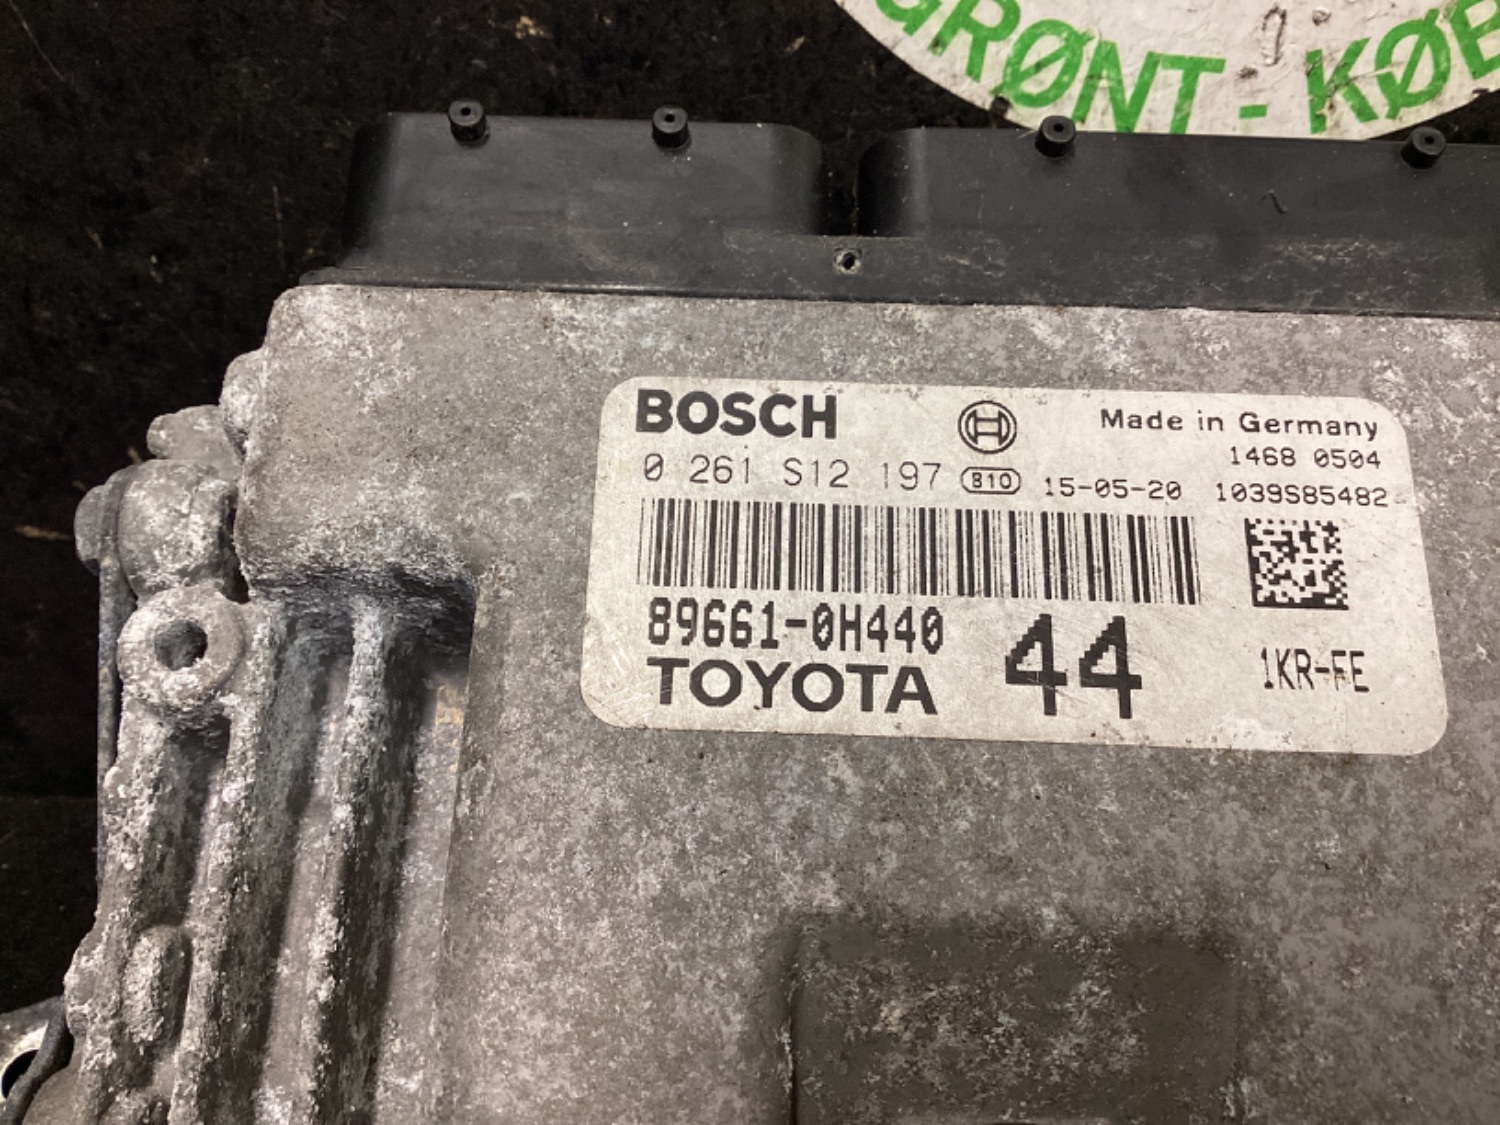 GRØNT - KØB
BOSCH
Made in Germany
1468 0504
0 261 S12 197 810 15-05-20 1039S85482
89661-0H440
44
TOYOTA
1KR-FE